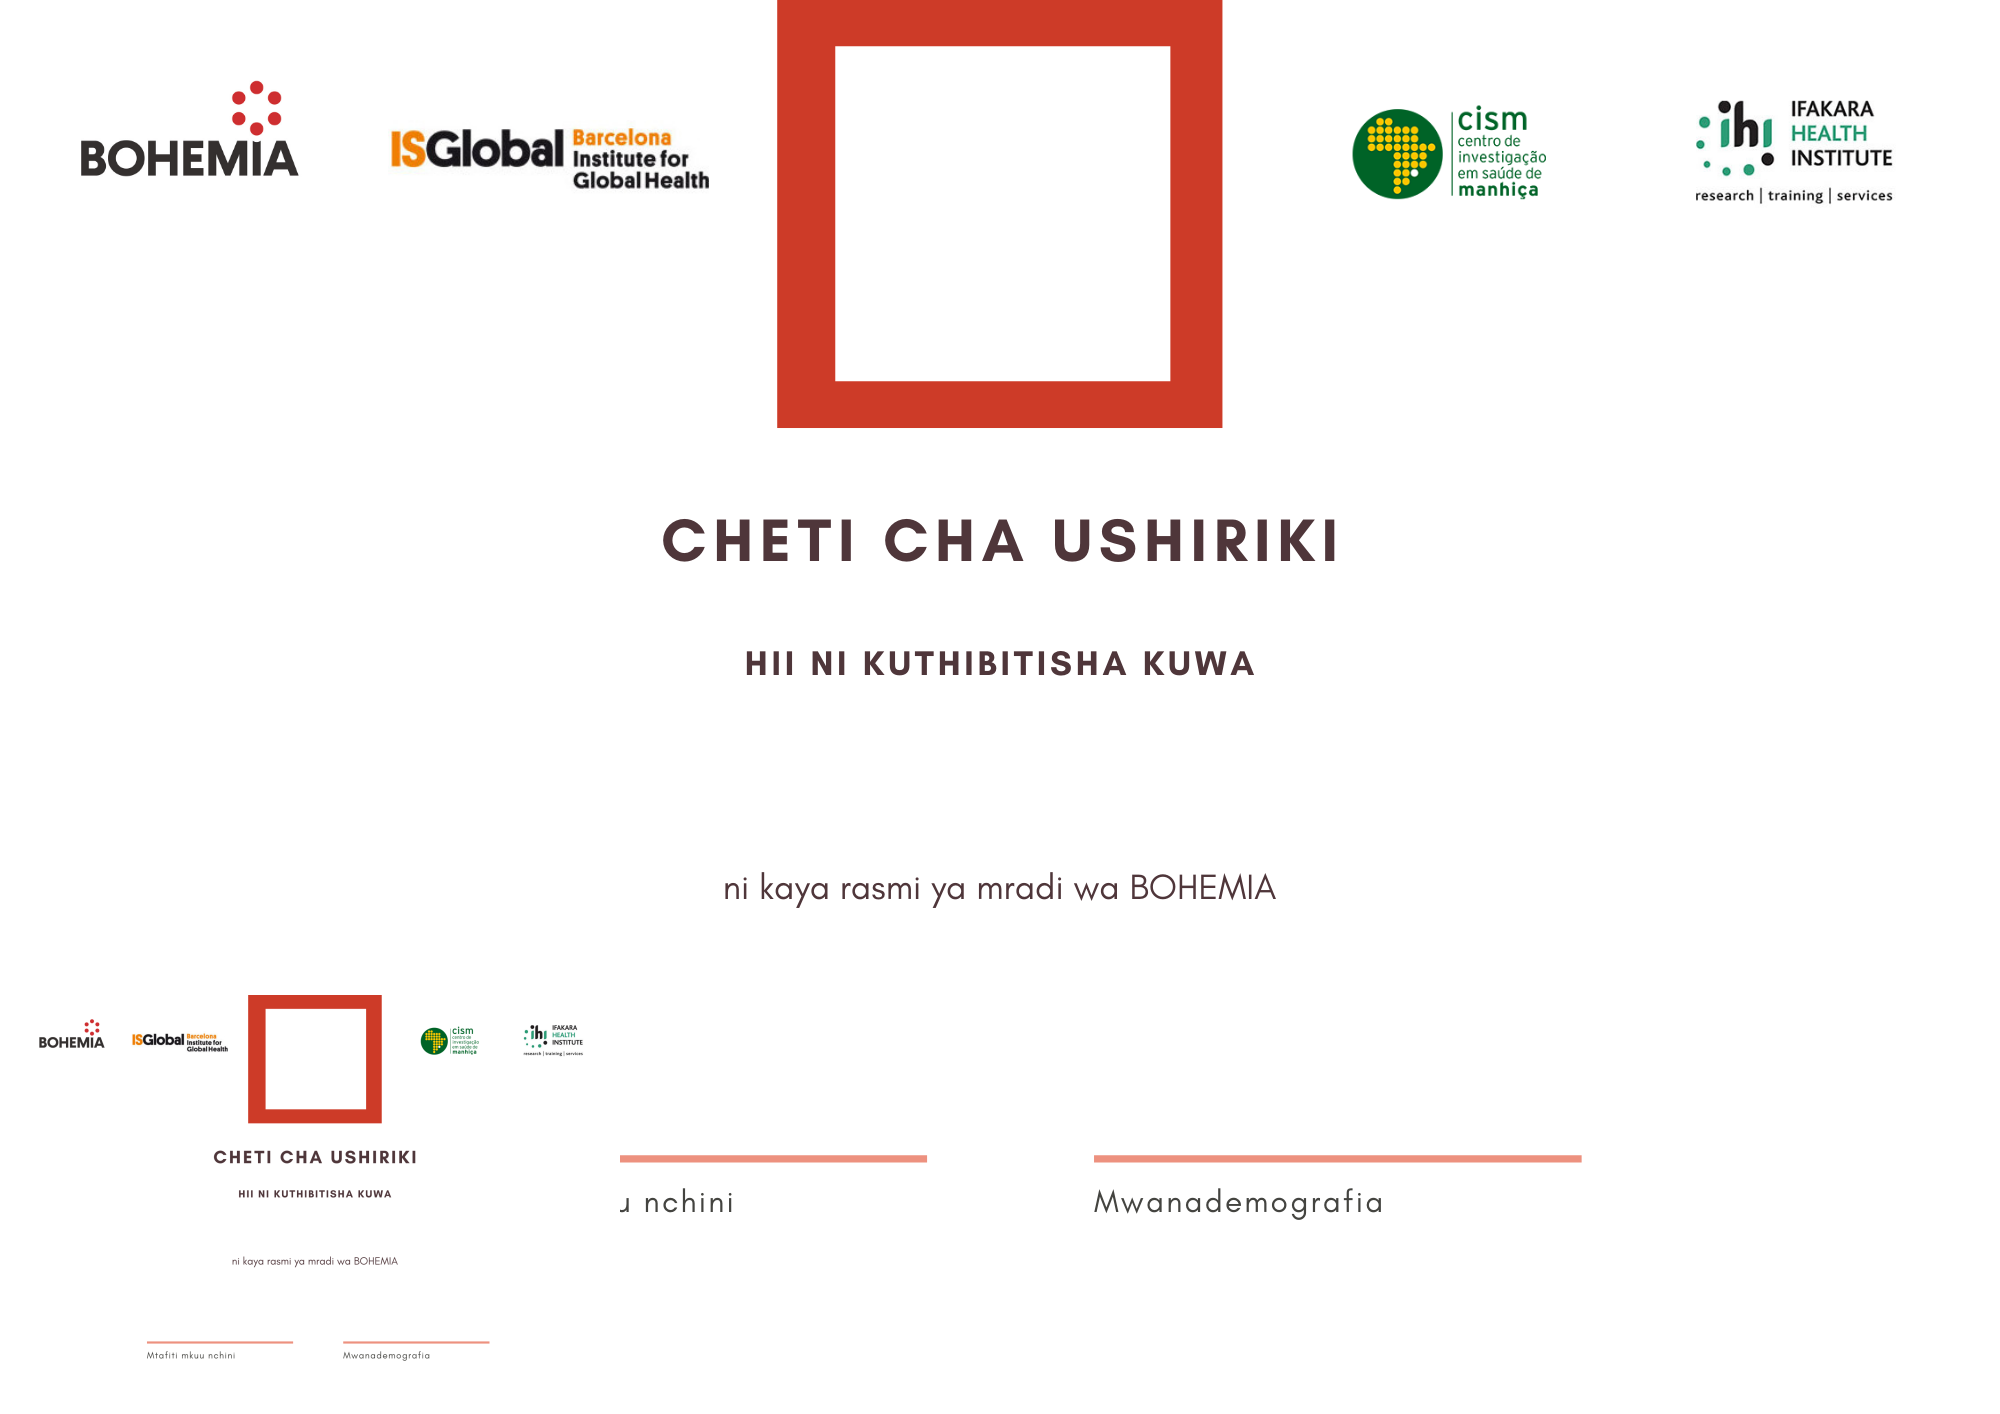 BOHEMIA
ISGlobal Barcelona
Institute for
Global Health
cism
centro de
investigação
em saúde de
manhiça
ihi
IFAKARA
HEALTH
INSTITUTE
research | training | services
CHETI CHA USHIRIKI
HII NI KUTHIBITISHA KUWA
ni kaya rasmi ya mradi wa BOHEMIA
u nchini
Mwanademografia
BOHEMIA
ISGlobal Barcelona
Institute for
Global Health
cism
centro de
investigação
em saúde de
manhiça
ihi
IFAKARA
HEALTH
INSTITUTE
research | training | services
CHETI CHA USHIRIKI
HII NI KUTHIBITISHA KUWA
ni kaya rasmi ya mradi wa BOHEMIA
Mtafiti mkuu nchini
Mwanademografia